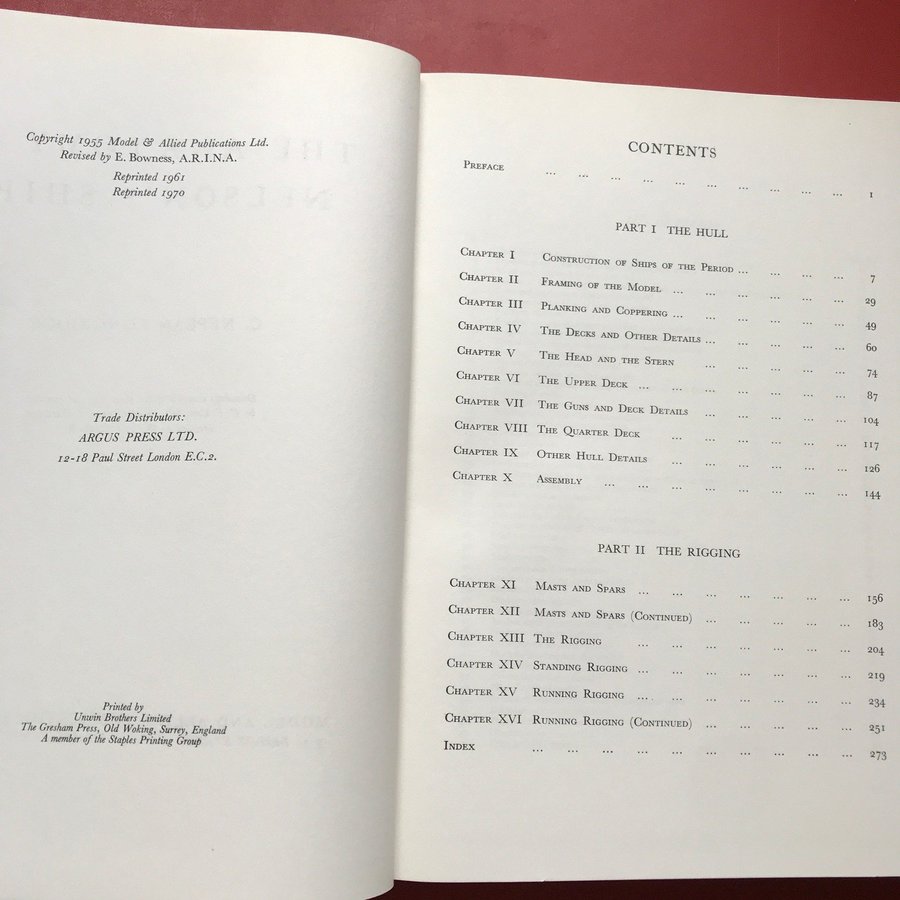 Copyright 1955 Model & Allied Publications Ltd.
Revised by E. Bowness, A.R.I.N.A.
Reprinted 1961
Reprinted 1970
Trade Distributors:
ARGUS PRESS LTD.
12-18 Paul Street London E.C.2.
Printed by
Unwin Brothers Limited
The Gresham Press, Old Woking, Surrey, England
A member of the Staples Printing Group
CONTENTS
Preface ... ... ... ... ... ... ... ... ... 1
PART I THE HULL
Chapter I Construction of Ships of the Period ... ... ... ... 7
Chapter II Framing of the Model ... ... ... ... ... ... 29
Chapter III Planking and Coppering ... ... ... ... ... ... 49
Chapter IV The Decks and Other Details ... ... ... ... ... 60
Chapter V The Head and the Stern ... ... ... ... ... 74
Chapter VI The Upper Deck ... ... ... ... ... ... ... 87
Chapter VII The Guns and Deck Details ... ... ... ... ... 104
Chapter VIII The Quarter Deck ... ... ... ... ... ... 117
Chapter IX Other Hull Details ... ... ... ... ... ... 126
Chapter X Assembly ... ... ... ... ... ... ... ... 144
PART II THE RIGGING
Chapter XI Masts and Spars ... ... ... ... ... ... ... 156
Chapter XII Masts and Spars (Continued) ... ... ... ... ... 183
Chapter XIII The Rigging ... ... ... ... ... ... ... 204
Chapter XIV Standing Rigging ... ... ... ... ... ... ... 219
Chapter XV Running Rigging ... ... ... ... ... ... ... 234
Chapter XVI Running Rigging (Continued) ... ... ... ... ... 251
Index ... ... ... ... ... ... ... ... ... ... 273